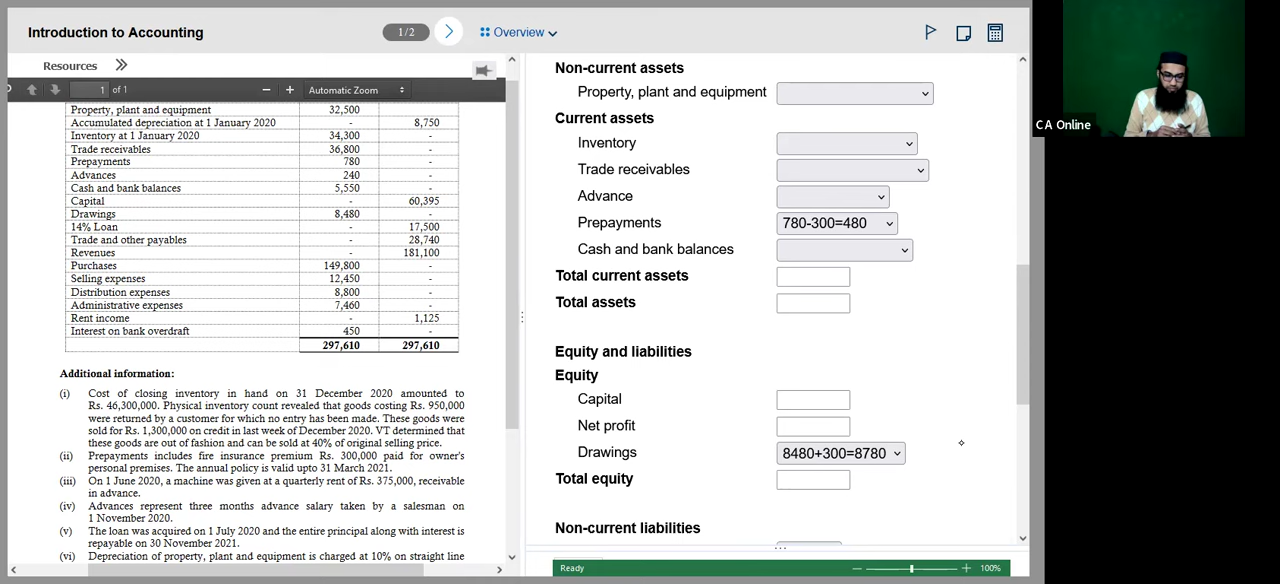 Introduction to Accounting
1/2
Overview
Resources
1 of 1
Automatic Zoom
Property, plant and equipment 32,500
Accumulated depreciation at 1 January 2020 - 8,750
Inventory at 1 January 2020 34,300 -
Trade receivables 36,800 -
Prepayments 780 -
Advances 240 -
Cash and bank balances 5,550 -
Capital - 60,395
Drawings 8,480 -
14% Loan - 17,500
Trade and other payables - 28,740
Revenues - 181,100
Purchases 149,800 -
Selling expenses 12,450 -
Distribution expenses 8,800 -
Administrative expenses 7,460 -
Rent income - 1,125
Interest on bank overdraft 450 -
297,610 297,610
Additional information:
(i) Cost of closing inventory in hand on 31 December 2020 amounted to
Rs. 46,300,000. Physical inventory count revealed that goods costing Rs. 950,000
were returned by a customer for which no entry has been made. These goods were
sold for Rs. 1,300,000 on credit in last week of December 2020. VT determined that
these goods are out of fashion and can be sold at 40% of original selling price.
(ii) Prepayments includes fire insurance premium Rs. 300,000 paid for owner's
personal premises. The annual policy is valid upto 31 March 2021.
(iii) On 1 June 2020, a machine was given at a quarterly rent of Rs. 375,000, receivable
in advance.
(iv) Advances represent three months advance salary taken by a salesman on
1 November 2020.
(v) The loan was acquired on 1 July 2020 and the entire principal along with interest is
repayable on 30 November 2021.
(vi) Depreciation of property, plant and equipment is charged at 10% on straight line
Non-current assets
Property, plant and equipment
Current assets
Inventory
Trade receivables
Advance
Prepayments 780-300=480
Cash and bank balances
Total current assets
Total assets
Equity and liabilities
Equity
Capital
Net profit
Drawings 8480+300=8780
Total equity
Non-current liabilities
Ready
100%
CA Online